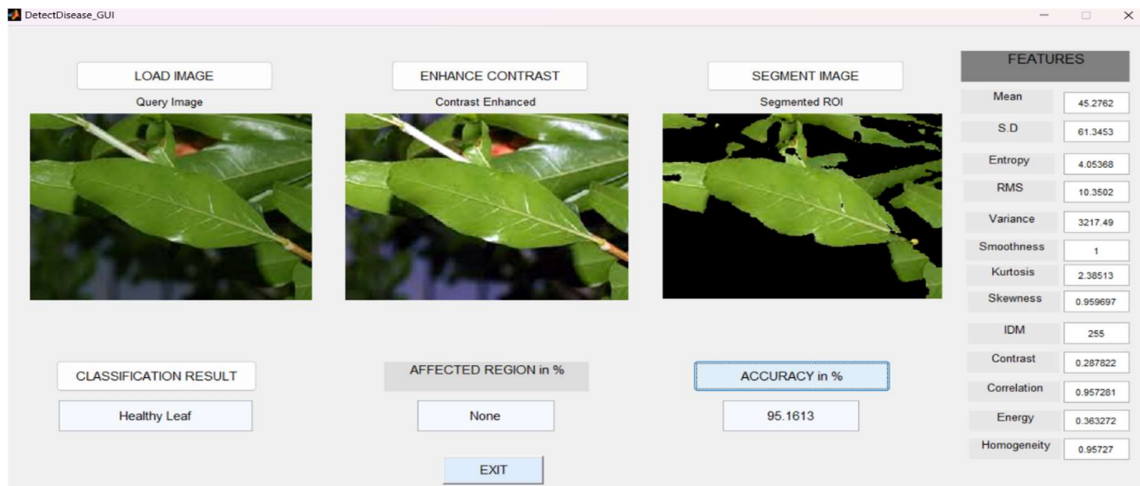 DetectDisease_GUI
LOAD IMAGE
Query Image
ENHANCE CONTRAST
Contrast Enhanced
SEGMENT IMAGE
Segmented ROI
CLASSIFICATION RESULT
Healthy Leaf
AFFECTED REGION in %
None
ACCURACY in %
95.1613
EXIT
FEATURES
Mean 45.2762
S.D 61.3453
Entropy 4.05368
RMS 10.3502
Variance 3217.49
Smoothness 1
Kurtosis 2.38513
Skewness 0.959697
IDM 255
Contrast 0.287822
Correlation 0.957281
Energy 0.363272
Homogeneity 0.95727